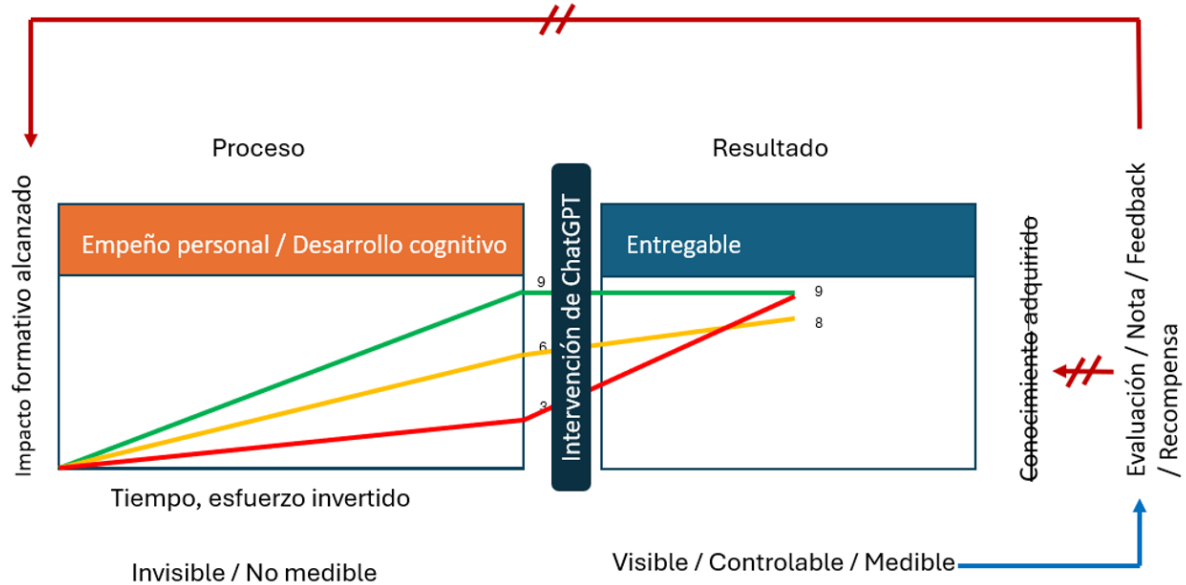 Proceso
Resultado
Impacto formativo alcanzado
Empeño personal / Desarrollo cognitivo
Intervención de ChatGPT
Entregable
9
6
3
9
8
Conocimiento adquirido
Evaluación / Nota / Feedback
/ Recompensa
Tiempo, esfuerzo invertido
Invisible / No medible
Visible / Controlable / Medible